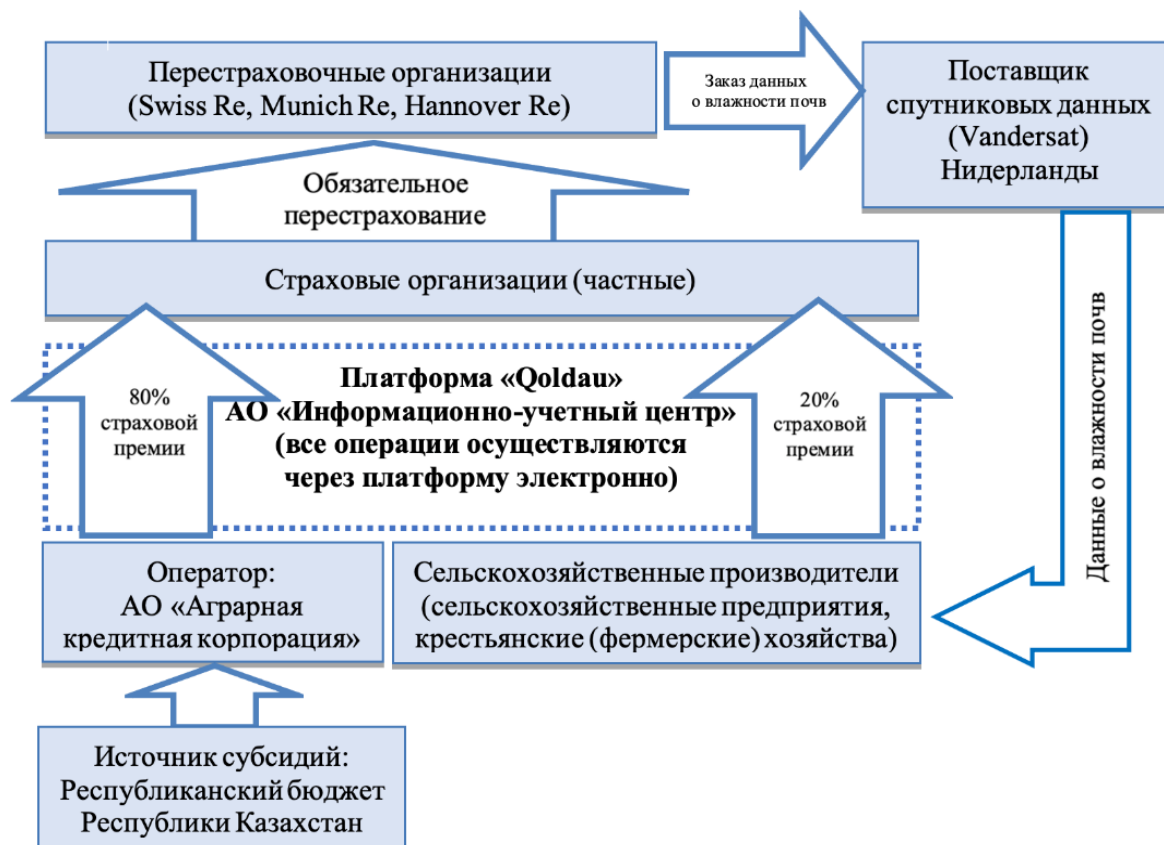 Перестраховочные организации
(Swiss Re, Munich Re, Hannover Re)
Заказ данных
о влажности почв
Поставщик
спутниковых данных
(Vandersat)
Нидерланды
Обязательное
перестрахование
Страховые организации (частные)
80%
страховой
премии
Платформа «Qoldau»
АО «Информационно-учетный центр»
(все операции осуществляются
через платформу электронно)
20%
страховой
премии
Данные о влажности почв
Оператор:
АО «Аграрная
кредитная корпорация»
Сельскохозяйственные производители
(сельскохозяйственные предприятия,
крестьянские (фермерские) хозяйства)
Источник субсидий:
Республиканский бюджет
Республики Казахстан